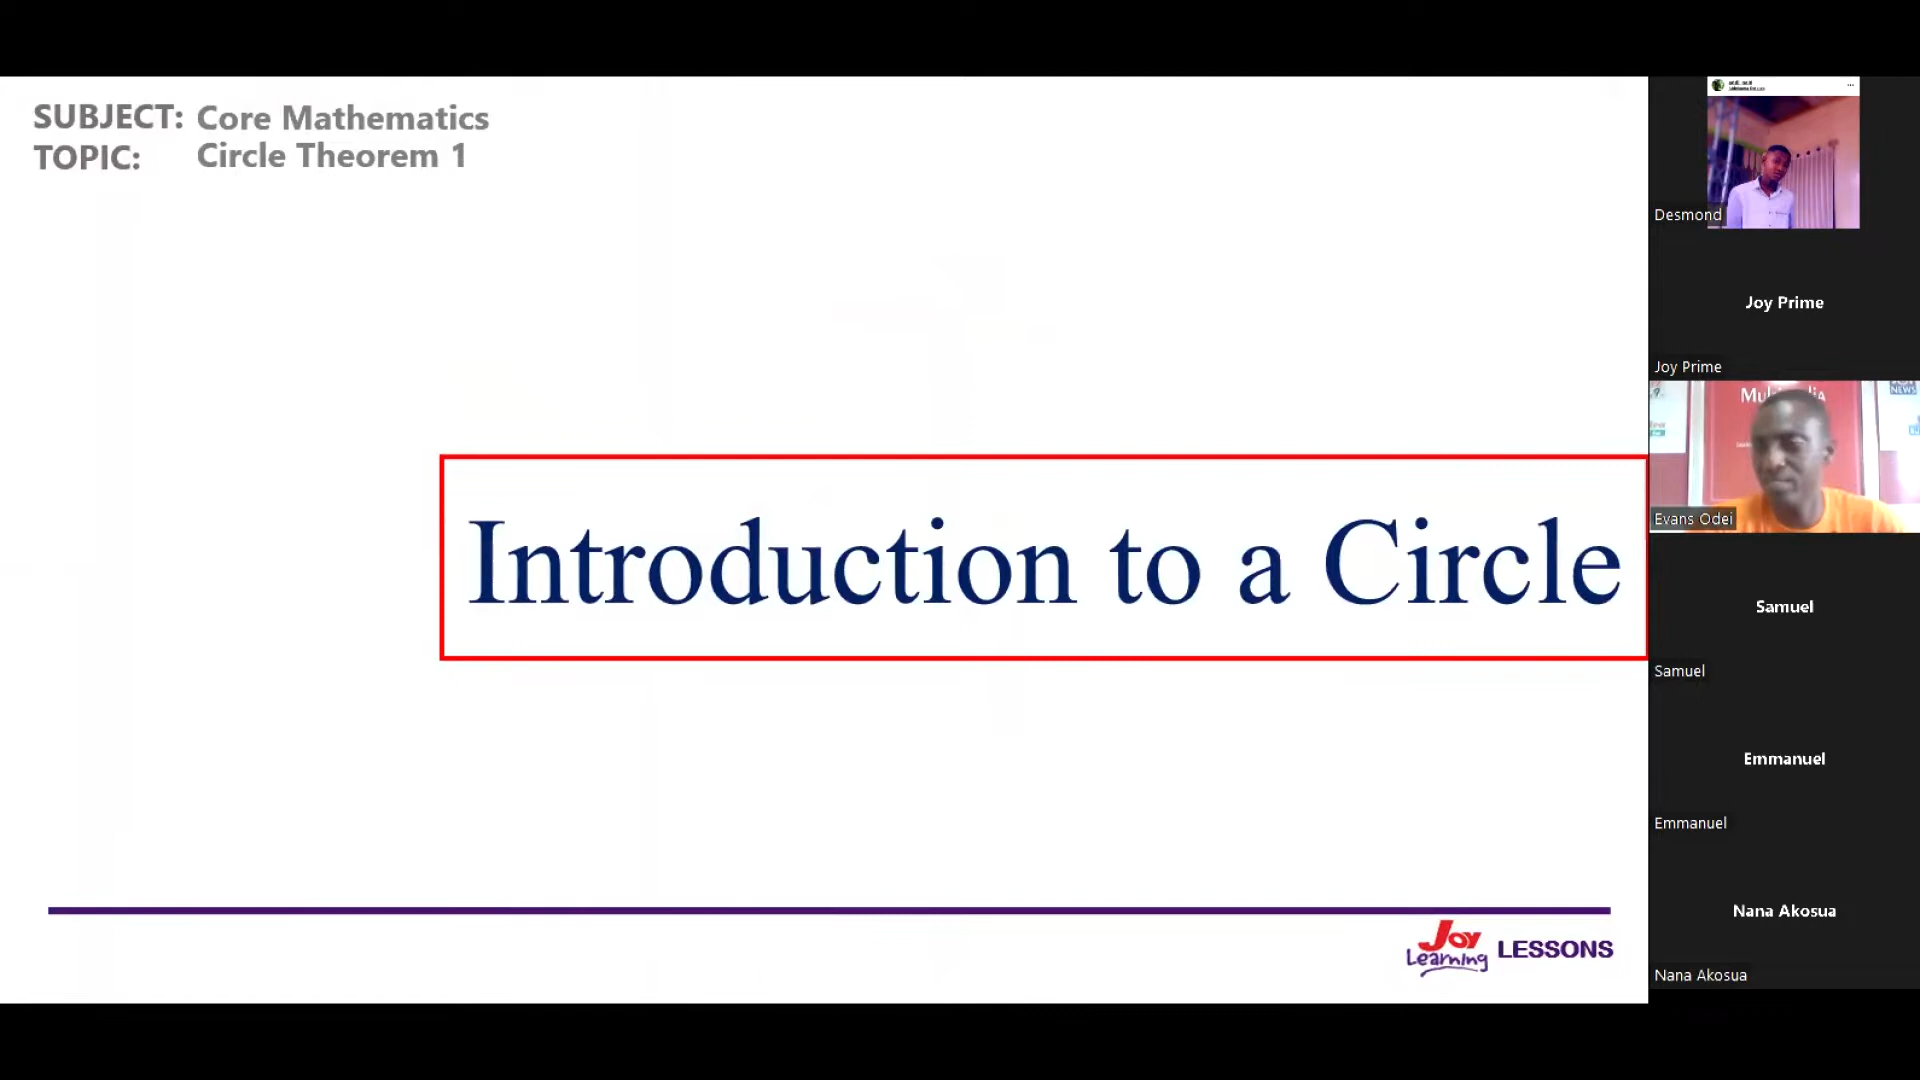 SUBJECT: Core Mathematics
TOPIC: Circle Theorem 1
Introduction to a Circle
Joy Learning LESSONS
Desmond
Joy Prime
Joy Prime
NEWS
Evans Odei
Samuel
Samuel
Emmanuel
Emmanuel
Nana Akosua
Nana Akosua